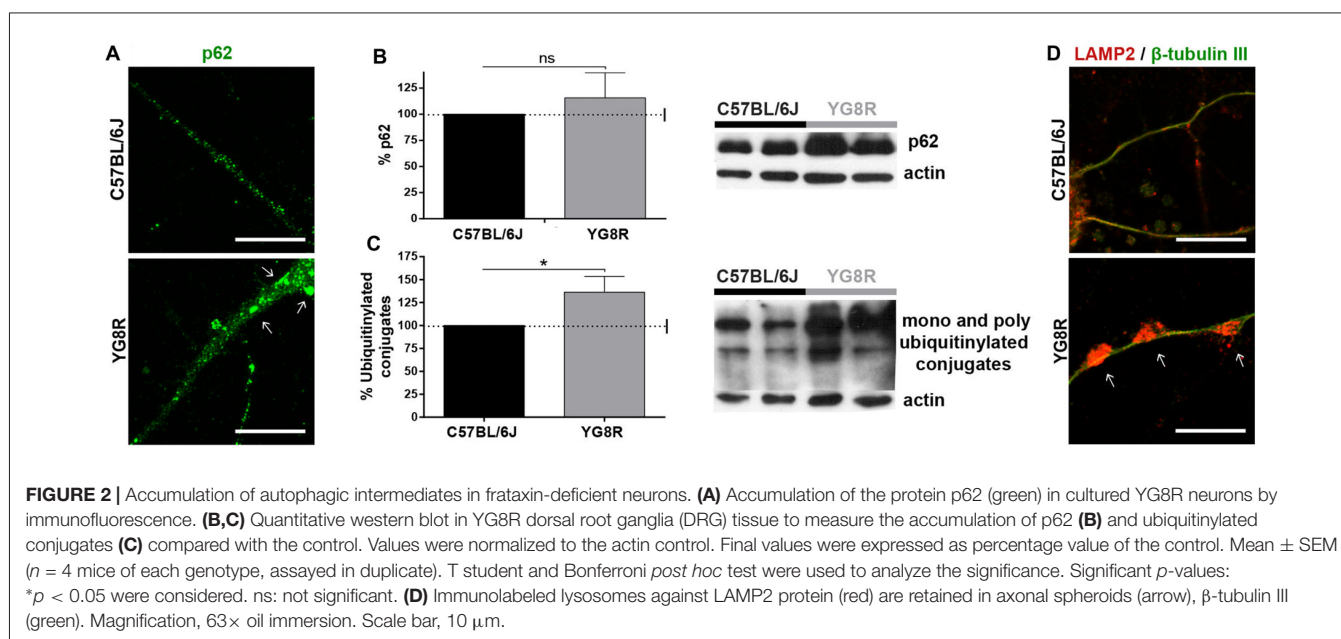 A
p62
C57BL/6J
YG8R
B
ns
% p62
125
100
75
50
25
0
C57BL/6J
YG8R
C57BL/6J YG8R
p62
actin
C
*
% Ubiquitinylated
conjugates
175
150
125
100
75
50
25
0
C57BL/6J
YG8R
C57BL/6J YG8R
mono and poly
ubiquitinylated
conjugates
actin
D
LAMP2 / β-tubulin III
C57BL/6J
YG8R
FIGURE 2 | Accumulation of autophagic intermediates in frataxin-deficient neurons. (A) Accumulation of the protein p62 (green) in cultured YG8R neurons by
immunofluorescence. (B,C) Quantitative western blot in YG8R dorsal root ganglia (DRG) tissue to measure the accumulation of p62 (B) and ubiquitinylated
conjugates (C) compared with the control. Values were normalized to the actin control. Final values were expressed as percentage value of the control. Mean ± SEM
(n = 4 mice of each genotype, assayed in duplicate). T student and Bonferroni post hoc test were used to analyze the significance. Significant p-values:
*p < 0.05 were considered. ns: not significant. (D) Immunolabeled lysosomes against LAMP2 protein (red) are retained in axonal spheroids (arrow), β-tubulin III
(green). Magnification, 63× oil immersion. Scale bar, 10 μm.